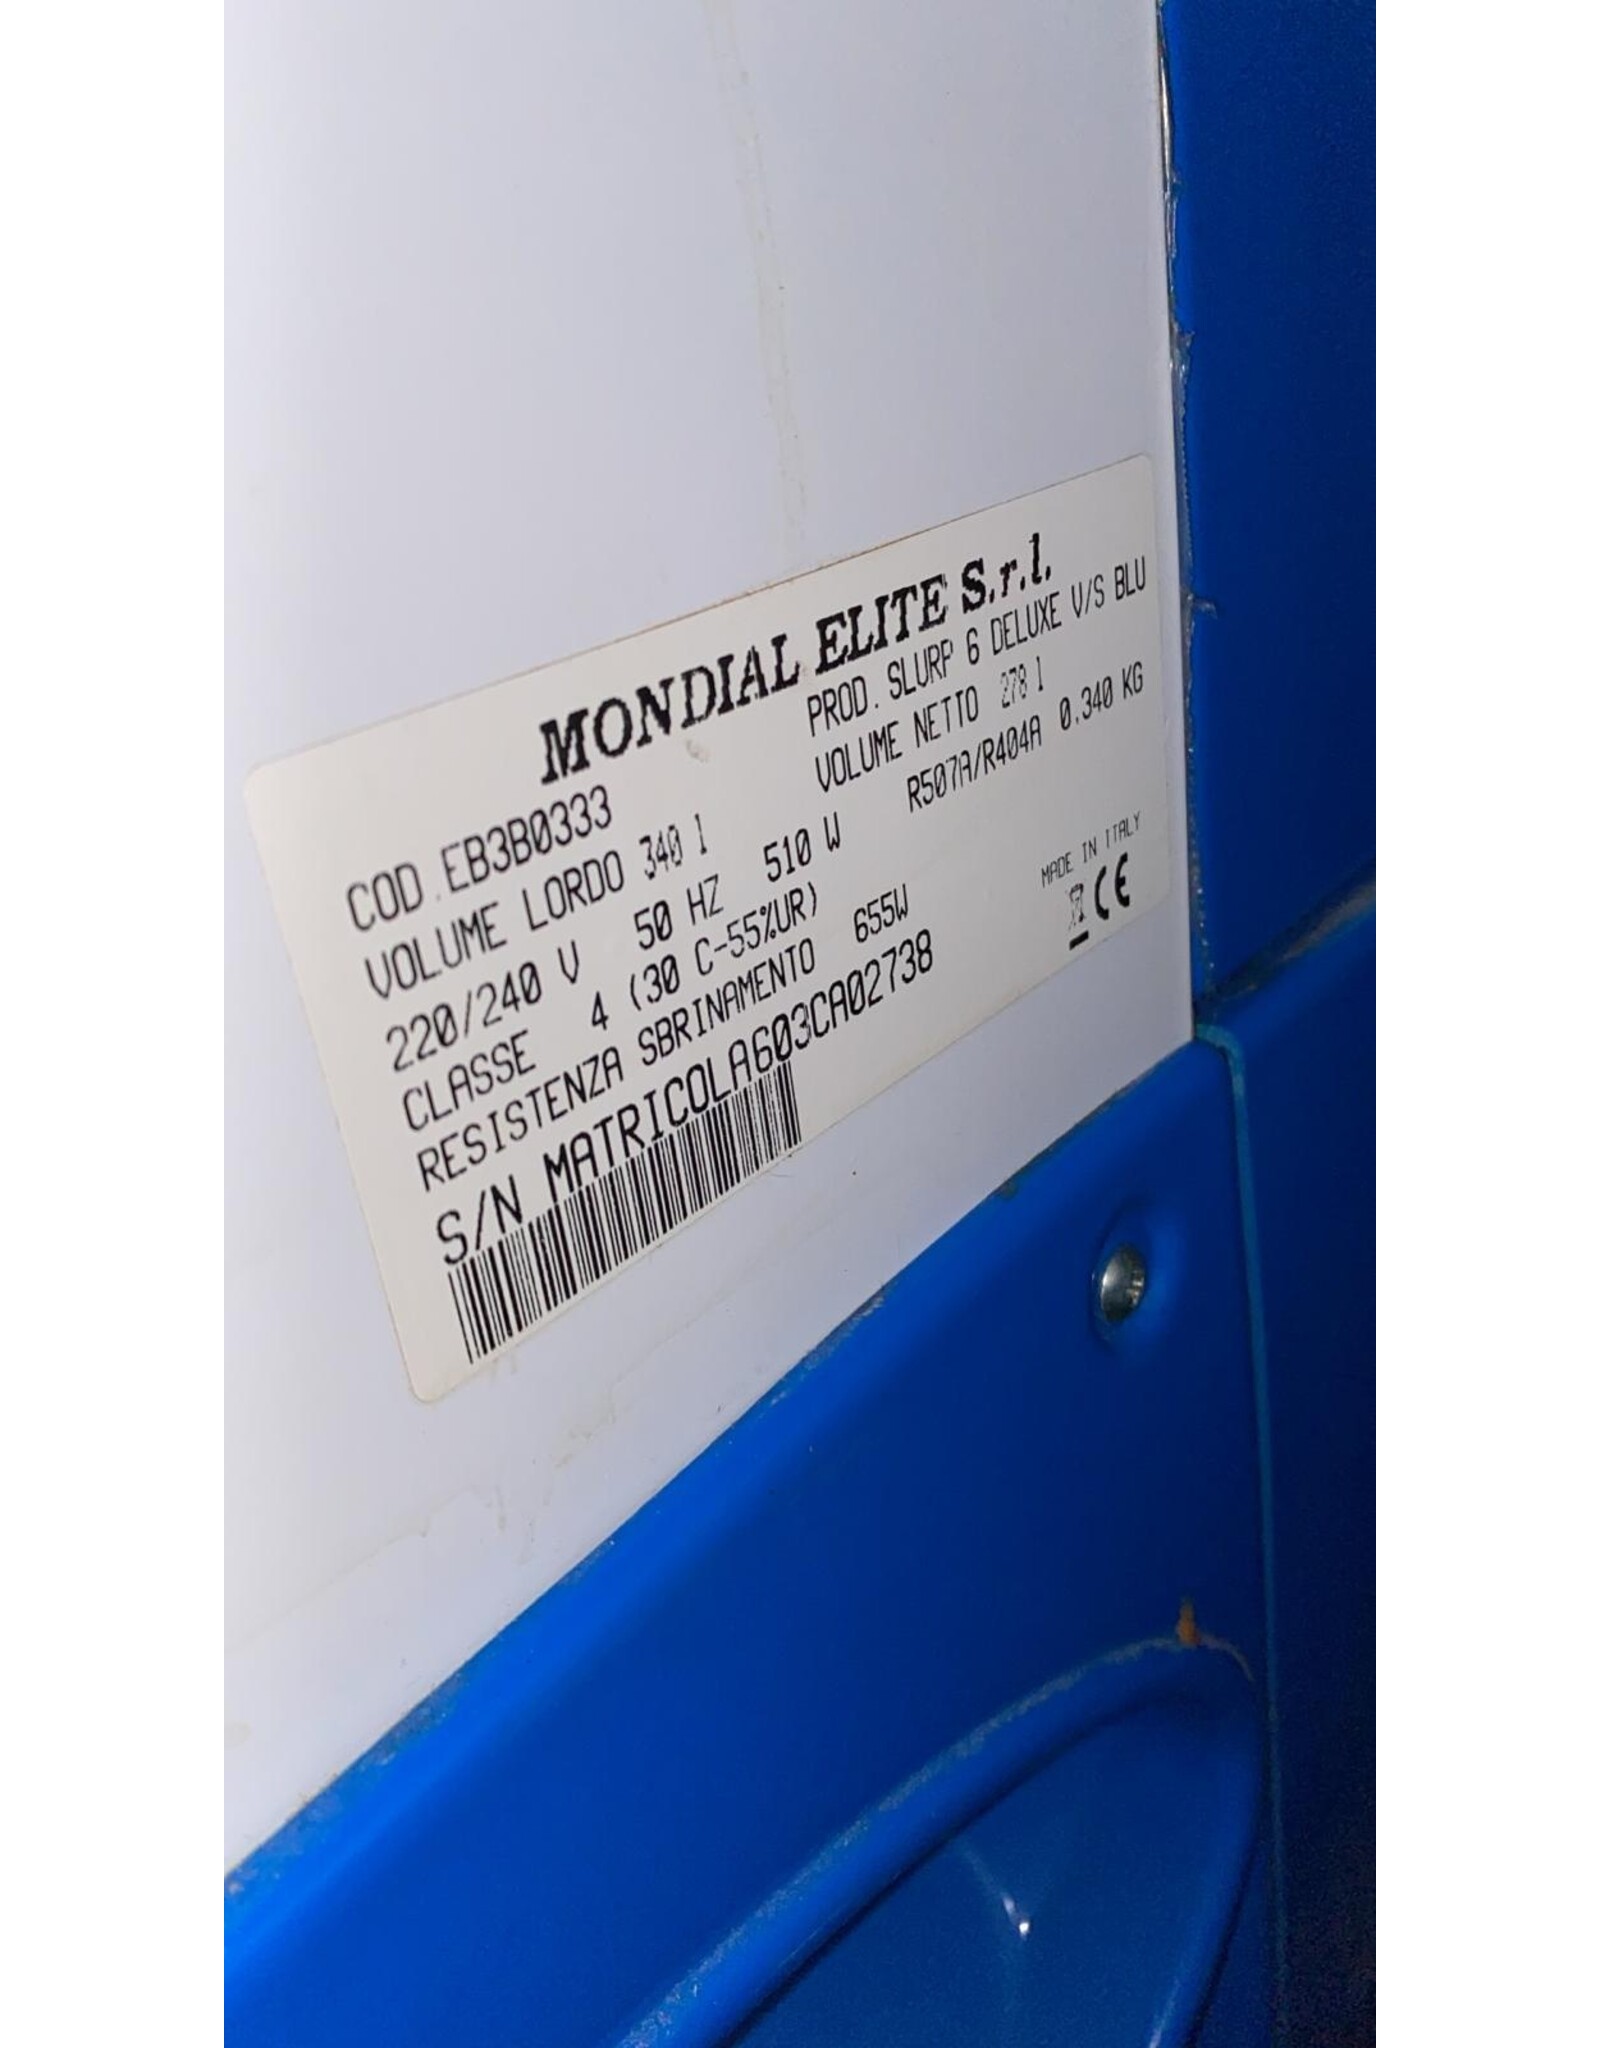 MONDIAL ELITE S.r.l.
COD.EB3B0333 PROD. SLURP 6 DELUXE V/S BLU
VOLUME LORDO 340 l VOLUME NETTO 278 l
220/240 V 50 HZ 510 W R507A/R404A 0.340 KG
CLASSE 4 (30 C-55%UR)
RESISTENZA SBRINAMENTO 655W
MADE IN ITALY
S/N MATRICOLA603CA02738
CE